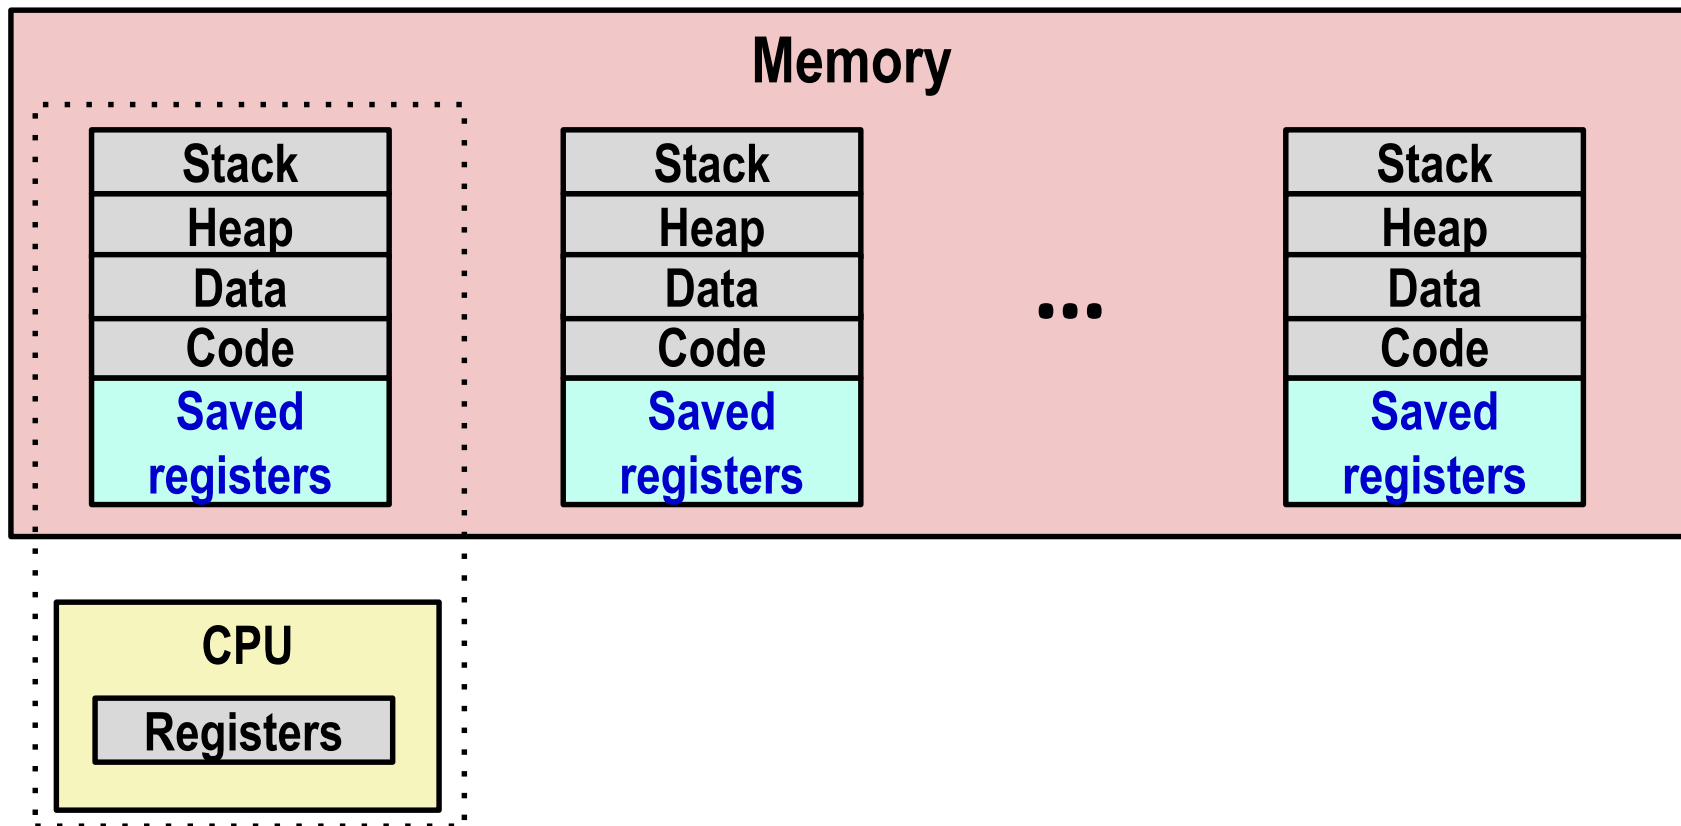 Memory
Stack
Heap
Data
Code
Saved
registers
Stack
Heap
Data
Code
Saved
registers
...
Stack
Heap
Data
Code
Saved
registers
CPU
Registers